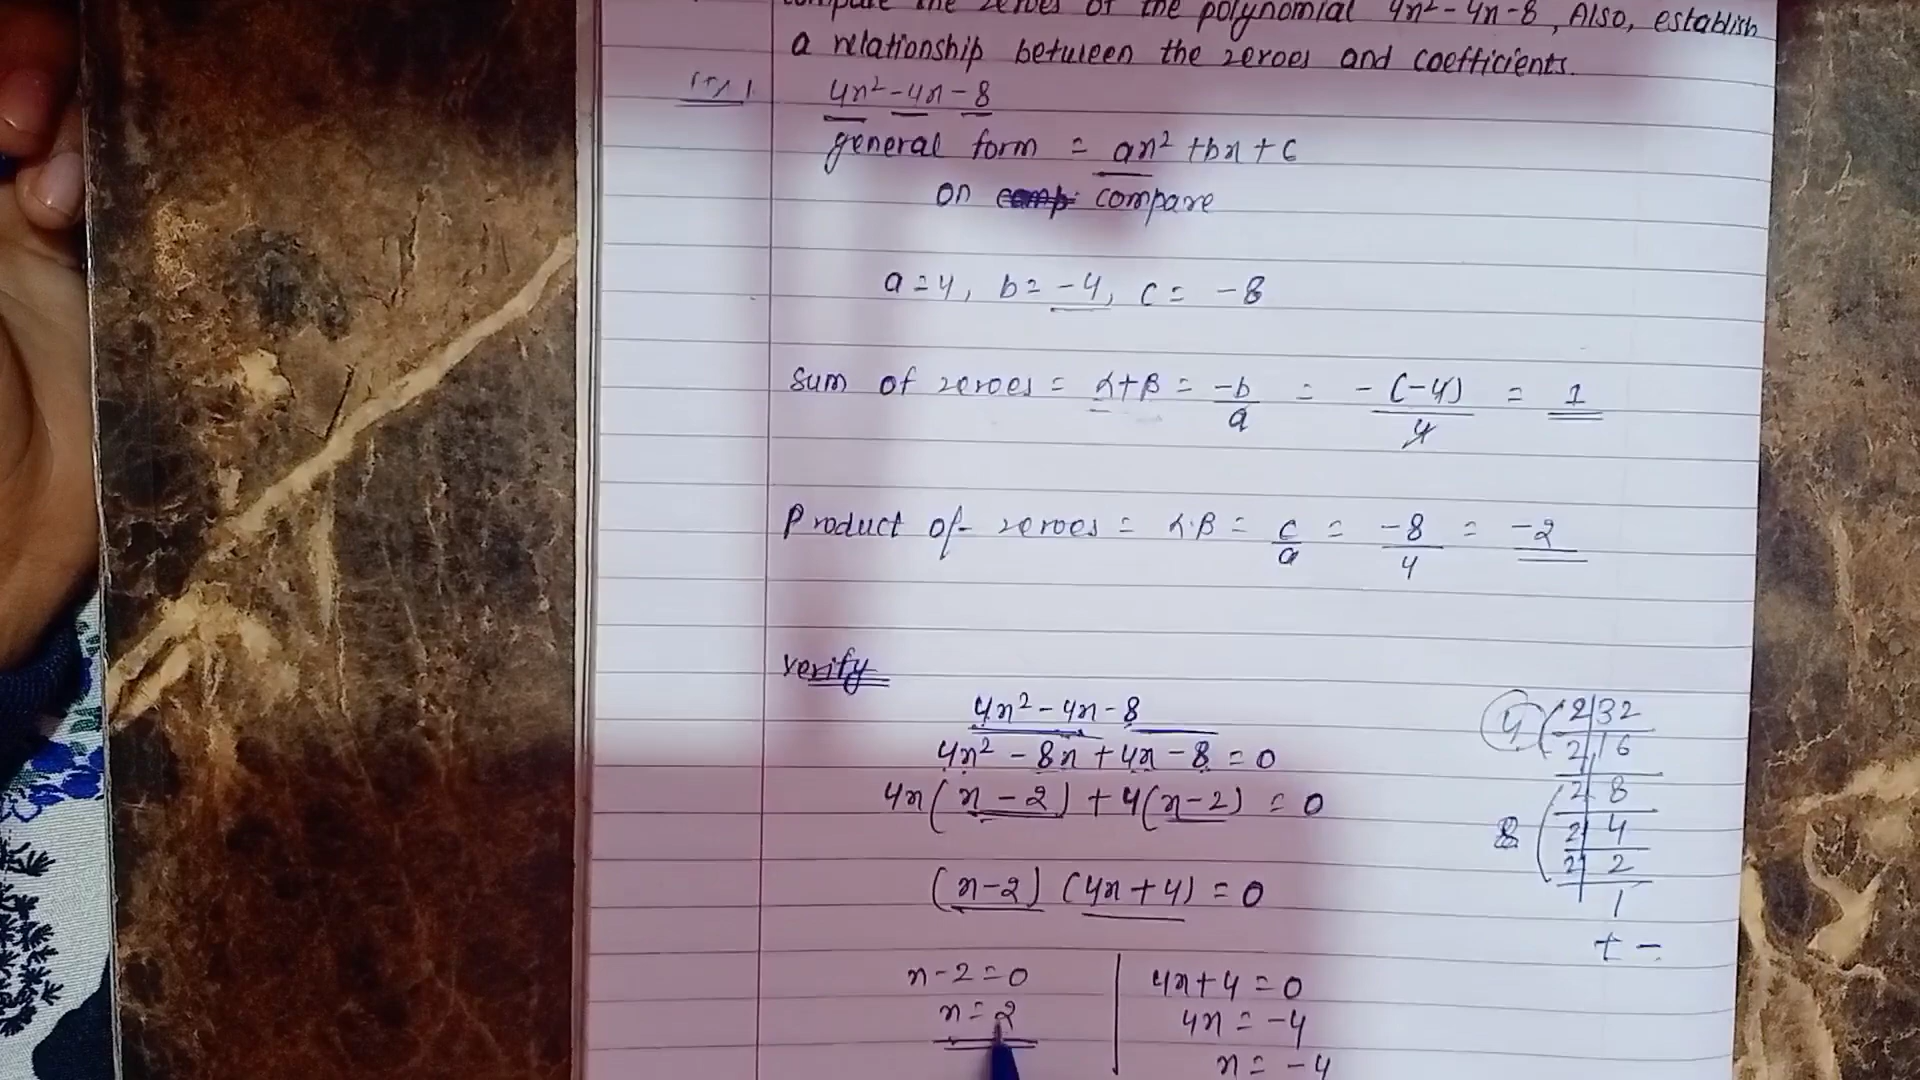 compute the zeroes of the polynomial 4x² - 4x - 8, Also, establish
a relationship between the zeroes and coefficients.
4x² - 4x - 8
general form = ax² + bx + c
on compare
a = 4, b = -4, c = -8
Sum of zeroes = α+β = -b/a = -(-4)/4 = 1
Product of zeroes = α·β = c/a = -8/4 = -2
verify
4x² - 4x - 8
4x² - 8x + 4x - 8 = 0
4x(x - 2) + 4(x-2) = 0
(x-2) (4x+4) = 0
x-2=0
x=2
4x+4=0
4x = -4
x = -4
4 2|32
2|16
2|8
8 2|4
2|2
1
+ -